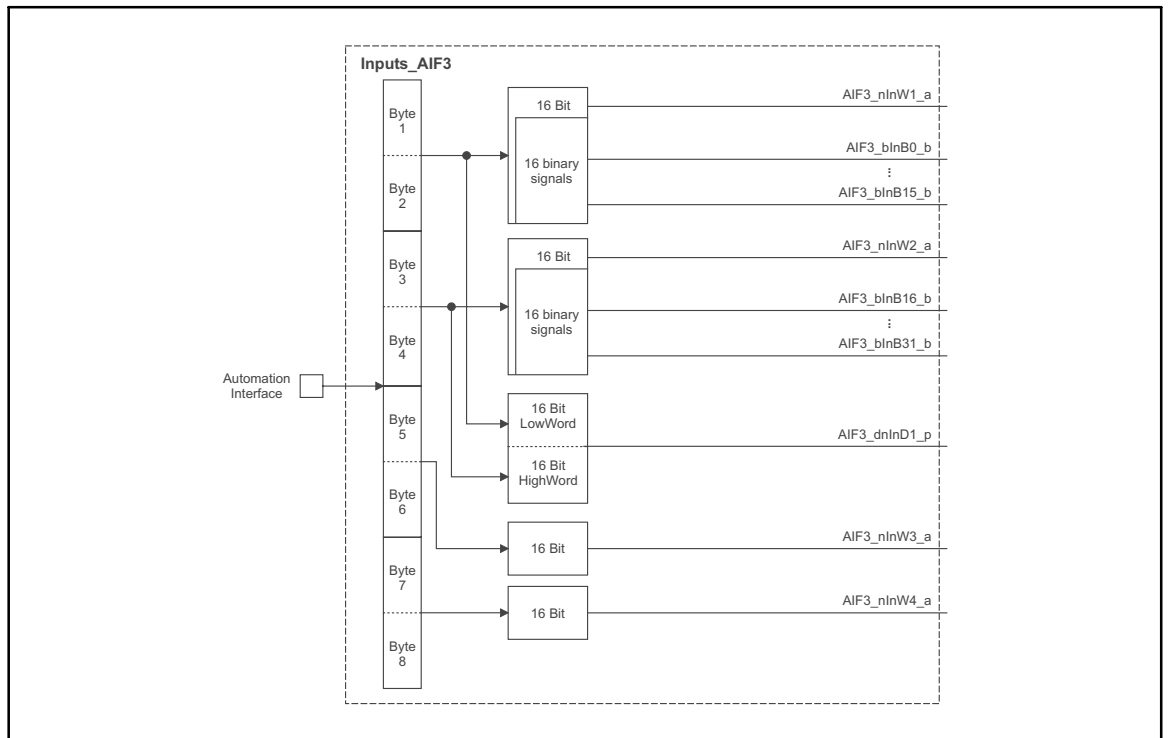 Inputs_AIF3
Byte
1
Byte
2
Byte
3
Byte
4
Byte
5
Byte
6
Byte
7
Byte
8
Automation
Interface
16 Bit
16 binary
signals
16 Bit
16 binary
signals
16 Bit
LowWord
16 Bit
HighWord
16 Bit
16 Bit
AIF3_nInW1_a
AIF3_bInB0_b
...
AIF3_bInB15_b
AIF3_nInW2_a
AIF3_bInB16_b
...
AIF3_bInB31_b
AIF3_dnInD1_p
AIF3_nInW3_a
AIF3_nInW4_a